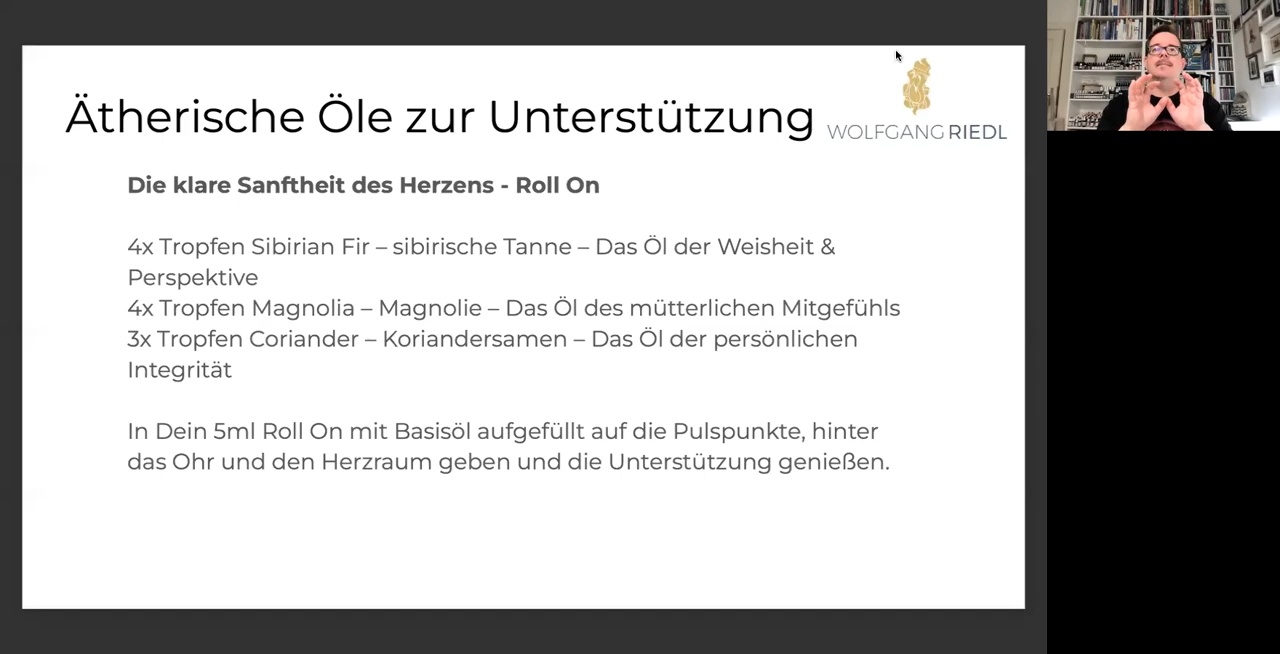 Ätherische Öle zur Unterstützung
WOLFGANG RIEDL
Die klare Sanftheit des Herzens - Roll On
4x Tropfen Sibirian Fir – sibirische Tanne – Das Öl der Weisheit &
Perspektive
4x Tropfen Magnolia – Magnolie – Das Öl des mütterlichen Mitgefühls
3x Tropfen Coriander – Koriandersamen – Das Öl der persönlichen
Integrität
In Dein 5ml Roll On mit Basisöl aufgefüllt auf die Pulspunkte, hinter
das Ohr und den Herzraum geben und die Unterstützung genießen.